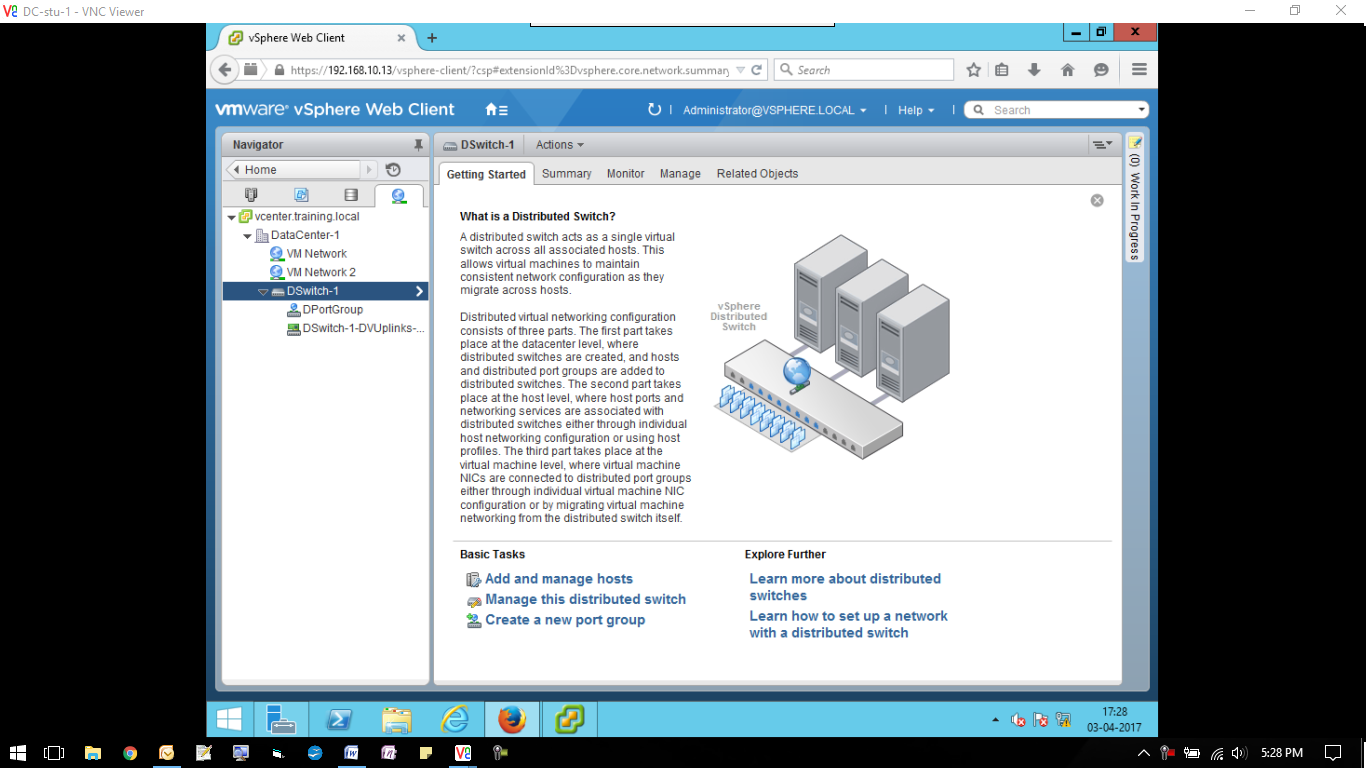 DC-stu-1 - VNC Viewer
vSphere Web Client
https://192.168.10.13/vsphere-client/?csp#extensionId%3Dvsphere.core.network.summary
Search
vmware® vSphere Web Client
Administrator@VSPHERE.LOCAL
Help
Search
Navigator
Home
vcenter.training.local
DataCenter-1
VM Network
VM Network 2
DSwitch-1
DPortGroup
DSwitch-1-DVUplinks-...
DSwitch-1
Actions
Getting Started
Summary
Monitor
Manage
Related Objects
What is a Distributed Switch?
A distributed switch acts as a single virtual
switch across all associated hosts. This
allows virtual machines to maintain
consistent network configuration as they
migrate across hosts.
Distributed virtual networking configuration
consists of three parts. The first part takes
place at the datacenter level, where
distributed switches are created, and hosts
and distributed port groups are added to
distributed switches. The second part takes
place at the host level, where host ports and
networking services are associated with
distributed switches either through individual
host networking configuration or using host
profiles. The third part takes place at the
virtual machine level, where virtual machine
NICs are connected to distributed port groups
either through individual virtual machine NIC
configuration or by migrating virtual machine
networking from the distributed switch itself.
vSphere
Distributed
Switch
Basic Tasks
Add and manage hosts
Manage this distributed switch
Create a new port group
Explore Further
Learn more about distributed
switches
Learn how to set up a network
with a distributed switch
(0) Work In Progress
17:28
03-04-2017
5:28 PM